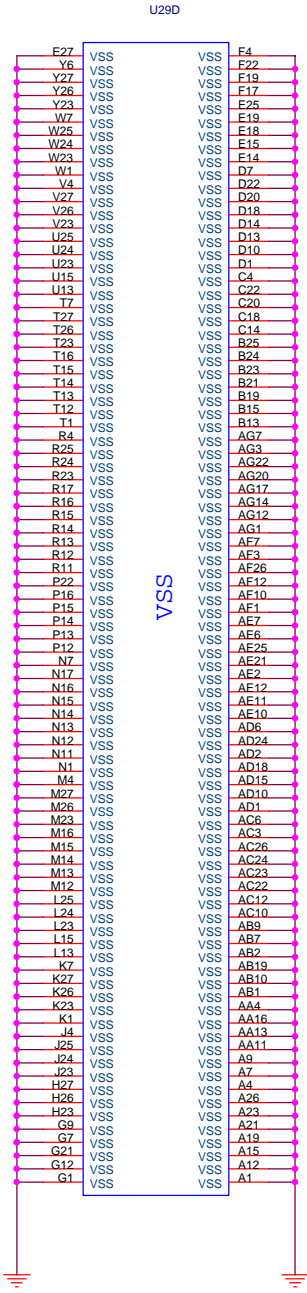 U29D
E27 VSS VSS F4
Y6 VSS VSS F22
Y27 VSS VSS F19
Y26 VSS VSS F17
Y23 VSS VSS E25
W7 VSS VSS E19
W25 VSS VSS E18
W24 VSS VSS E15
W23 VSS VSS E14
W1 VSS VSS D7
V4 VSS VSS D22
V27 VSS VSS D20
V26 VSS VSS D18
V23 VSS VSS D14
U25 VSS VSS D13
U24 VSS VSS D10
U23 VSS VSS D1
U15 VSS VSS C4
U13 VSS VSS C22
T7 VSS VSS C20
T27 VSS VSS C18
T26 VSS VSS C14
T23 VSS VSS B25
T16 VSS VSS B24
T15 VSS VSS B23
T14 VSS VSS B21
T13 VSS VSS B19
T12 VSS VSS B15
T1 VSS VSS B13
R4 VSS VSS AG7
R25 VSS VSS AG3
R24 VSS VSS AG22
R23 VSS VSS AG20
R17 VSS VSS AG17
R16 VSS VSS AG14
R15 VSS VSS AG12
R14 VSS VSS AG1
R13 VSS VSS AF7
R12 VSS VSS AF3
R11 VSS VSS AF26
P22 VSS VSS AF12
P16 VSS VSS AF10
VSS
P15 VSS VSS AF1
P14 VSS VSS AE7
P13 VSS VSS AE6
P12 VSS VSS AE25
N7 VSS VSS AE21
N17 VSS VSS AE2
N16 VSS VSS AE12
N15 VSS VSS AE11
N14 VSS VSS AE10
N13 VSS VSS AD6
N12 VSS VSS AD24
N11 VSS VSS AD2
N1 VSS VSS AD18
M4 VSS VSS AD15
M27 VSS VSS AD10
M26 VSS VSS AD1
M23 VSS VSS AC6
M16 VSS VSS AC3
M15 VSS VSS AC26
M14 VSS VSS AC24
M13 VSS VSS AC23
M12 VSS VSS AC22
L25 VSS VSS AC12
L24 VSS VSS AC10
L23 VSS VSS AB9
L15 VSS VSS AB7
L13 VSS VSS AB2
K7 VSS VSS AB19
K27 VSS VSS AB10
K26 VSS VSS AB1
K23 VSS VSS AA4
K1 VSS VSS AA16
J4 VSS VSS AA13
J25 VSS VSS AA11
J24 VSS VSS A9
J23 VSS VSS A7
H27 VSS VSS A4
H26 VSS VSS A26
H23 VSS VSS A23
G9 VSS VSS A21
G7 VSS VSS A19
G21 VSS VSS A15
G12 VSS VSS A12
G1 VSS VSS A1